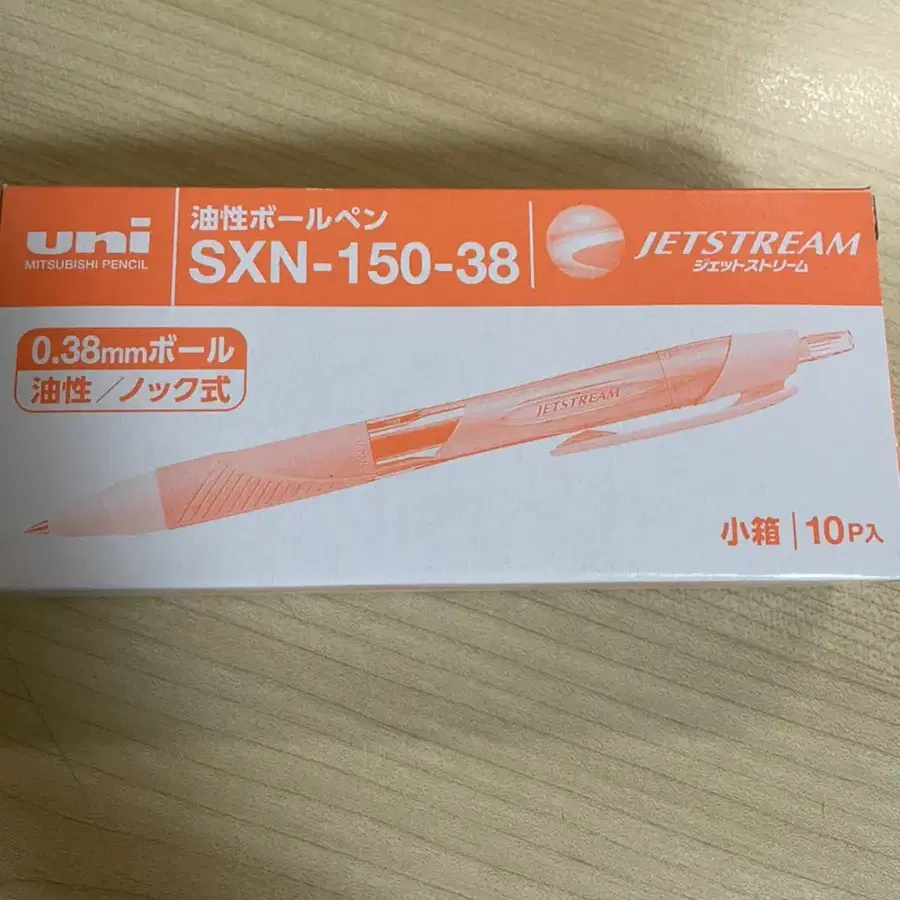 uni
MITSUBISHI PENCIL
油性ボールペン
SXN-150-38
JETSTREAM
ジェットストリーム
0.38mmボール
油性/ノック式
JETSTREAM
小箱|10P入